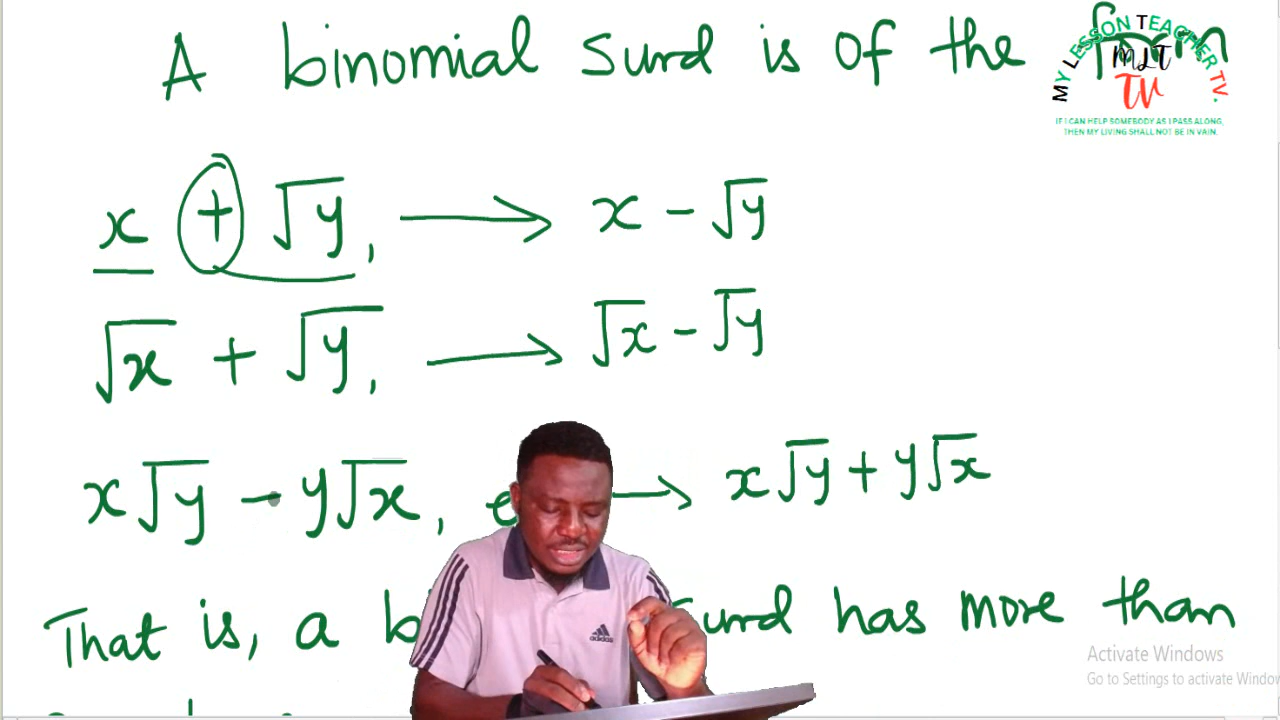 A binomial surd is of the form
MY LESSON TEACHER TV.
MLT
TV
IF I CAN HELP SOMEBODY AS I PASS ALONG,
THEN MY LIVING SHALL NOT BE IN VAIN.
x + √y, → x - √y
√x + √y, → √x - √y
x√y - y√x, → x√y + y√x
That is, a surd has more than
adidas
Activate Windows
Go to Settings to activate Window